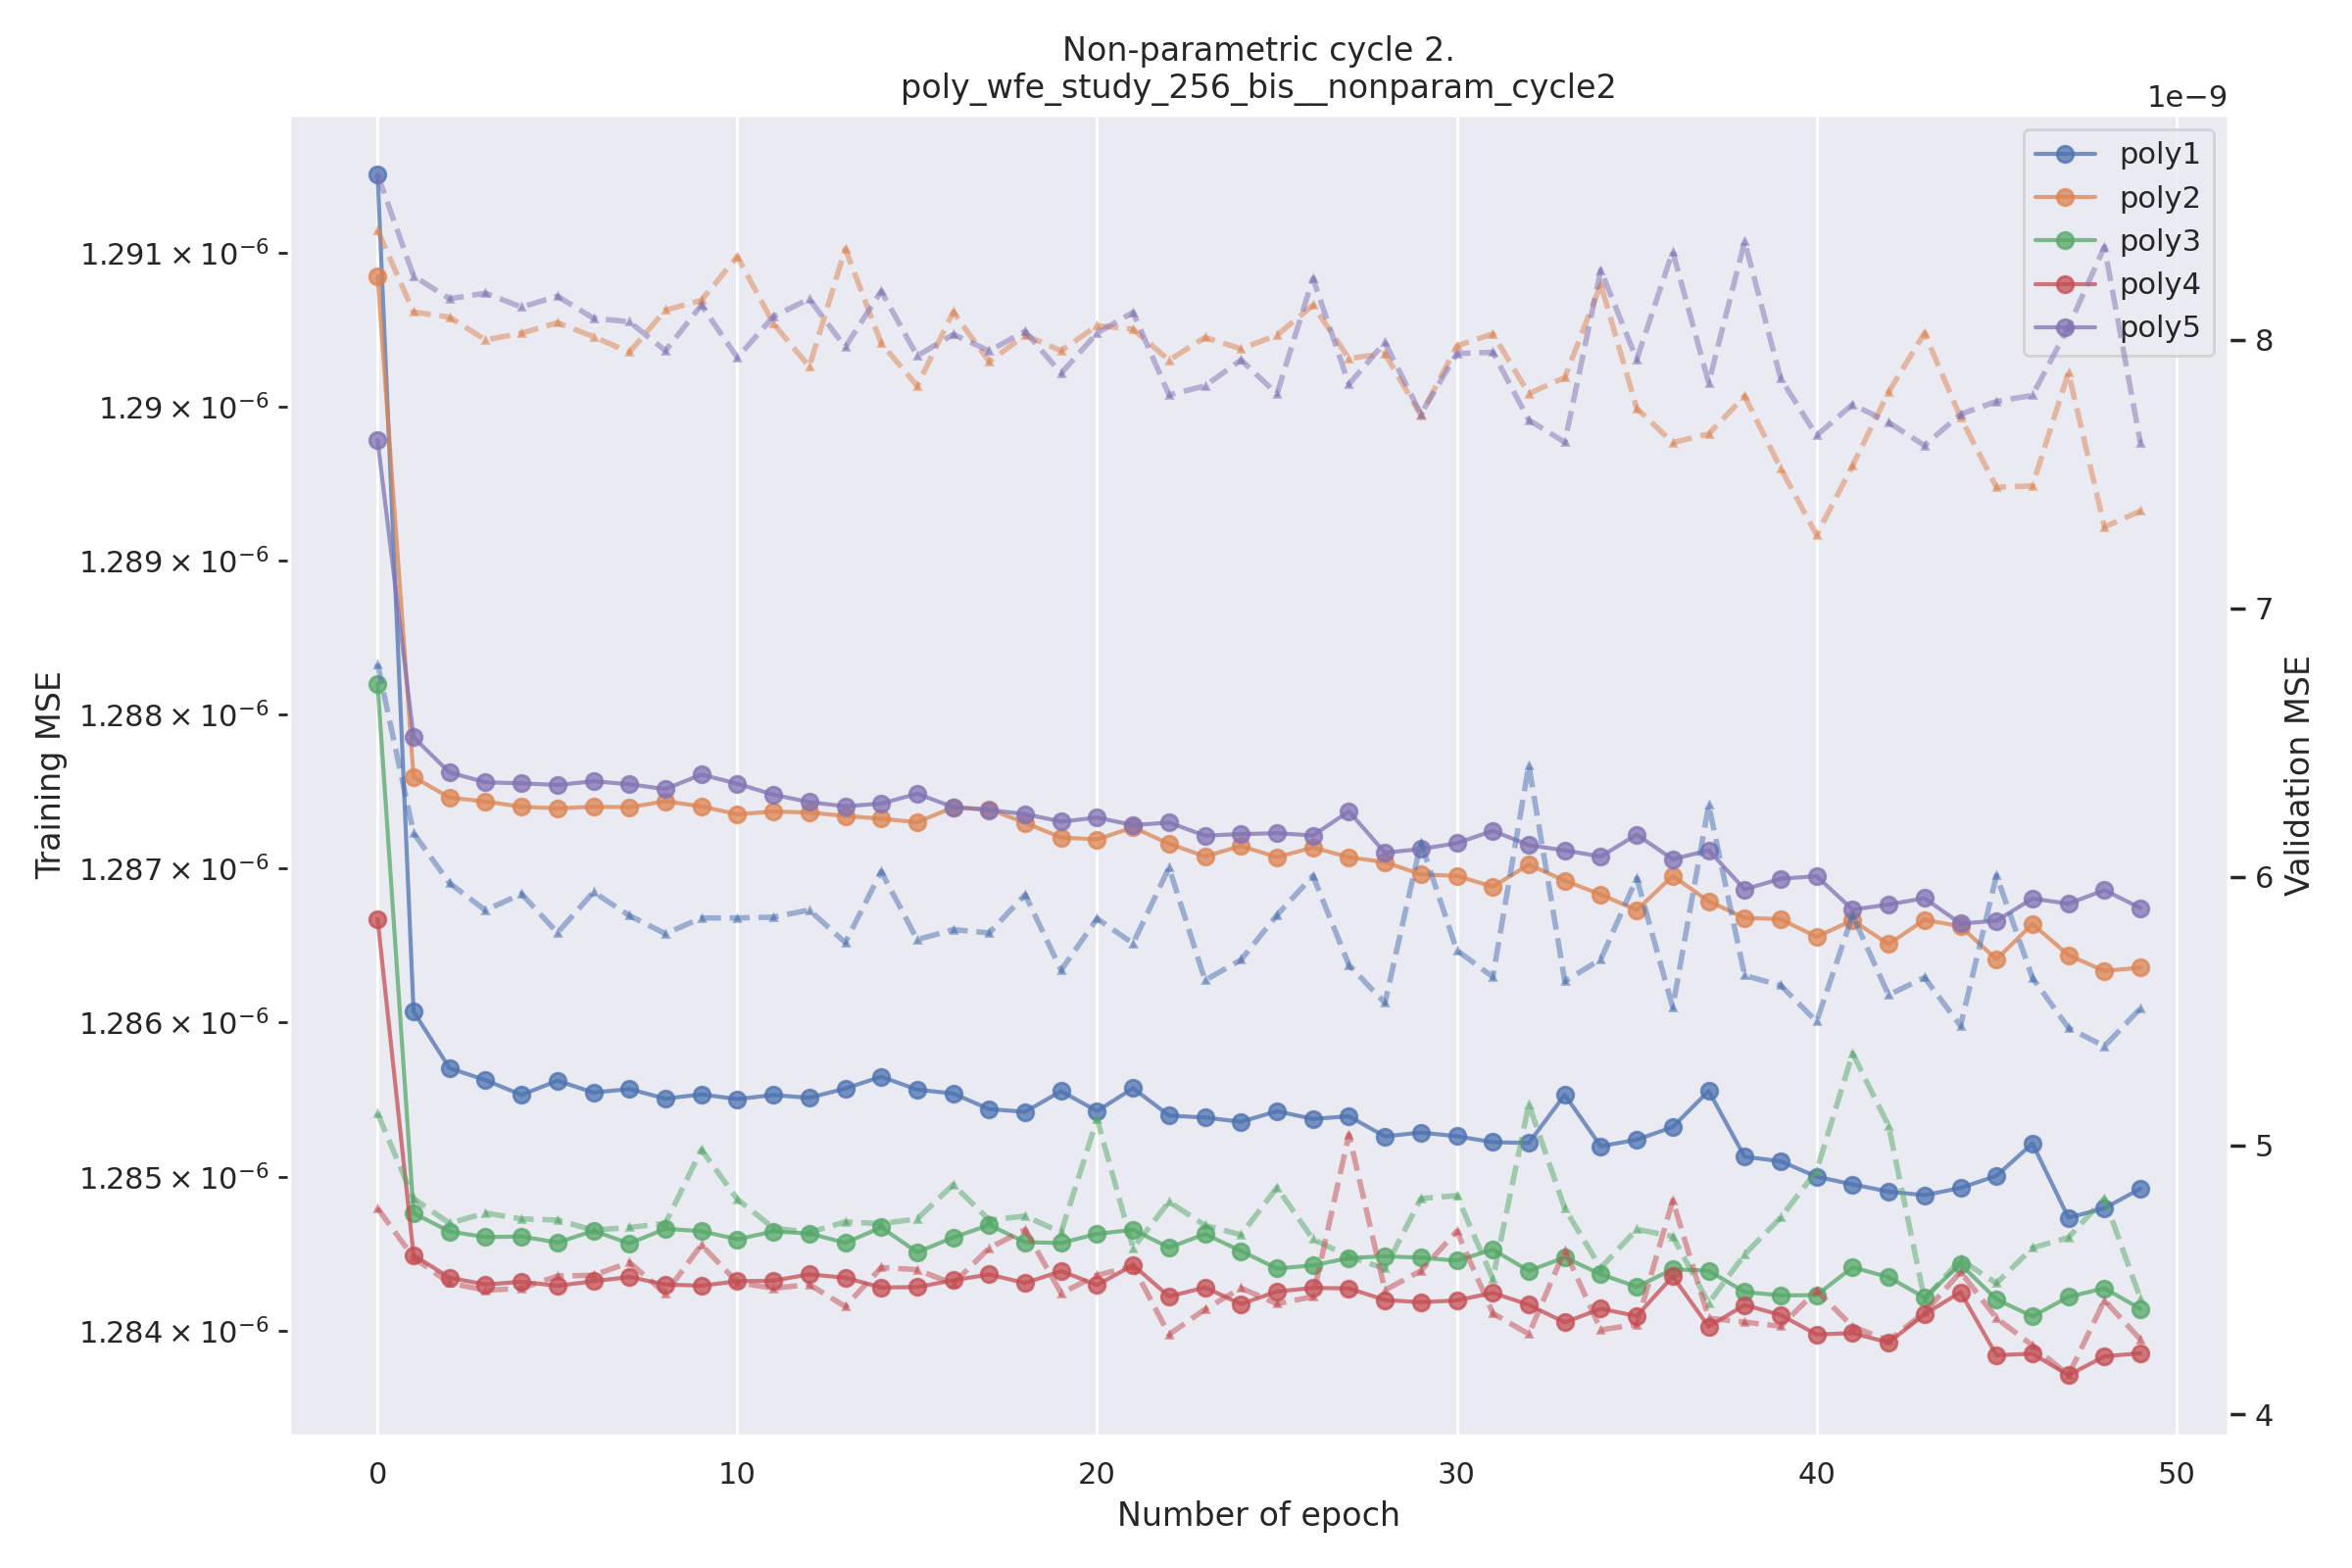 Non-parametric cycle 2.
poly_wfe_study_256_bis__nonparam_cycle2
1e−9
poly1
poly2
poly3
poly4
poly5
1.291 × 10⁻⁶
1.29 × 10⁻⁶
1.289 × 10⁻⁶
1.288 × 10⁻⁶
1.287 × 10⁻⁶
1.286 × 10⁻⁶
1.285 × 10⁻⁶
1.284 × 10⁻⁶
Training MSE
8
7
6
5
4
Validation MSE
0 10 20 30 40 50
Number of epoch